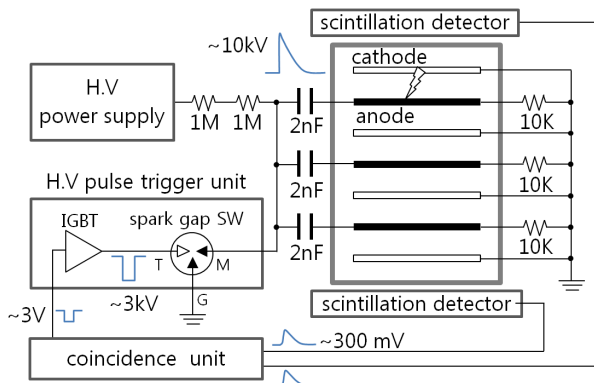 scintillation detector
~10kV
cathode
H.V
power supply
1M
1M
2nF
anode
10K
H.V pulse trigger unit
2nF
10K
IGBT
spark gap SW
T
M
2nF
10K
~3kV
G
scintillation detector
~3V
~300 mV
coincidence unit